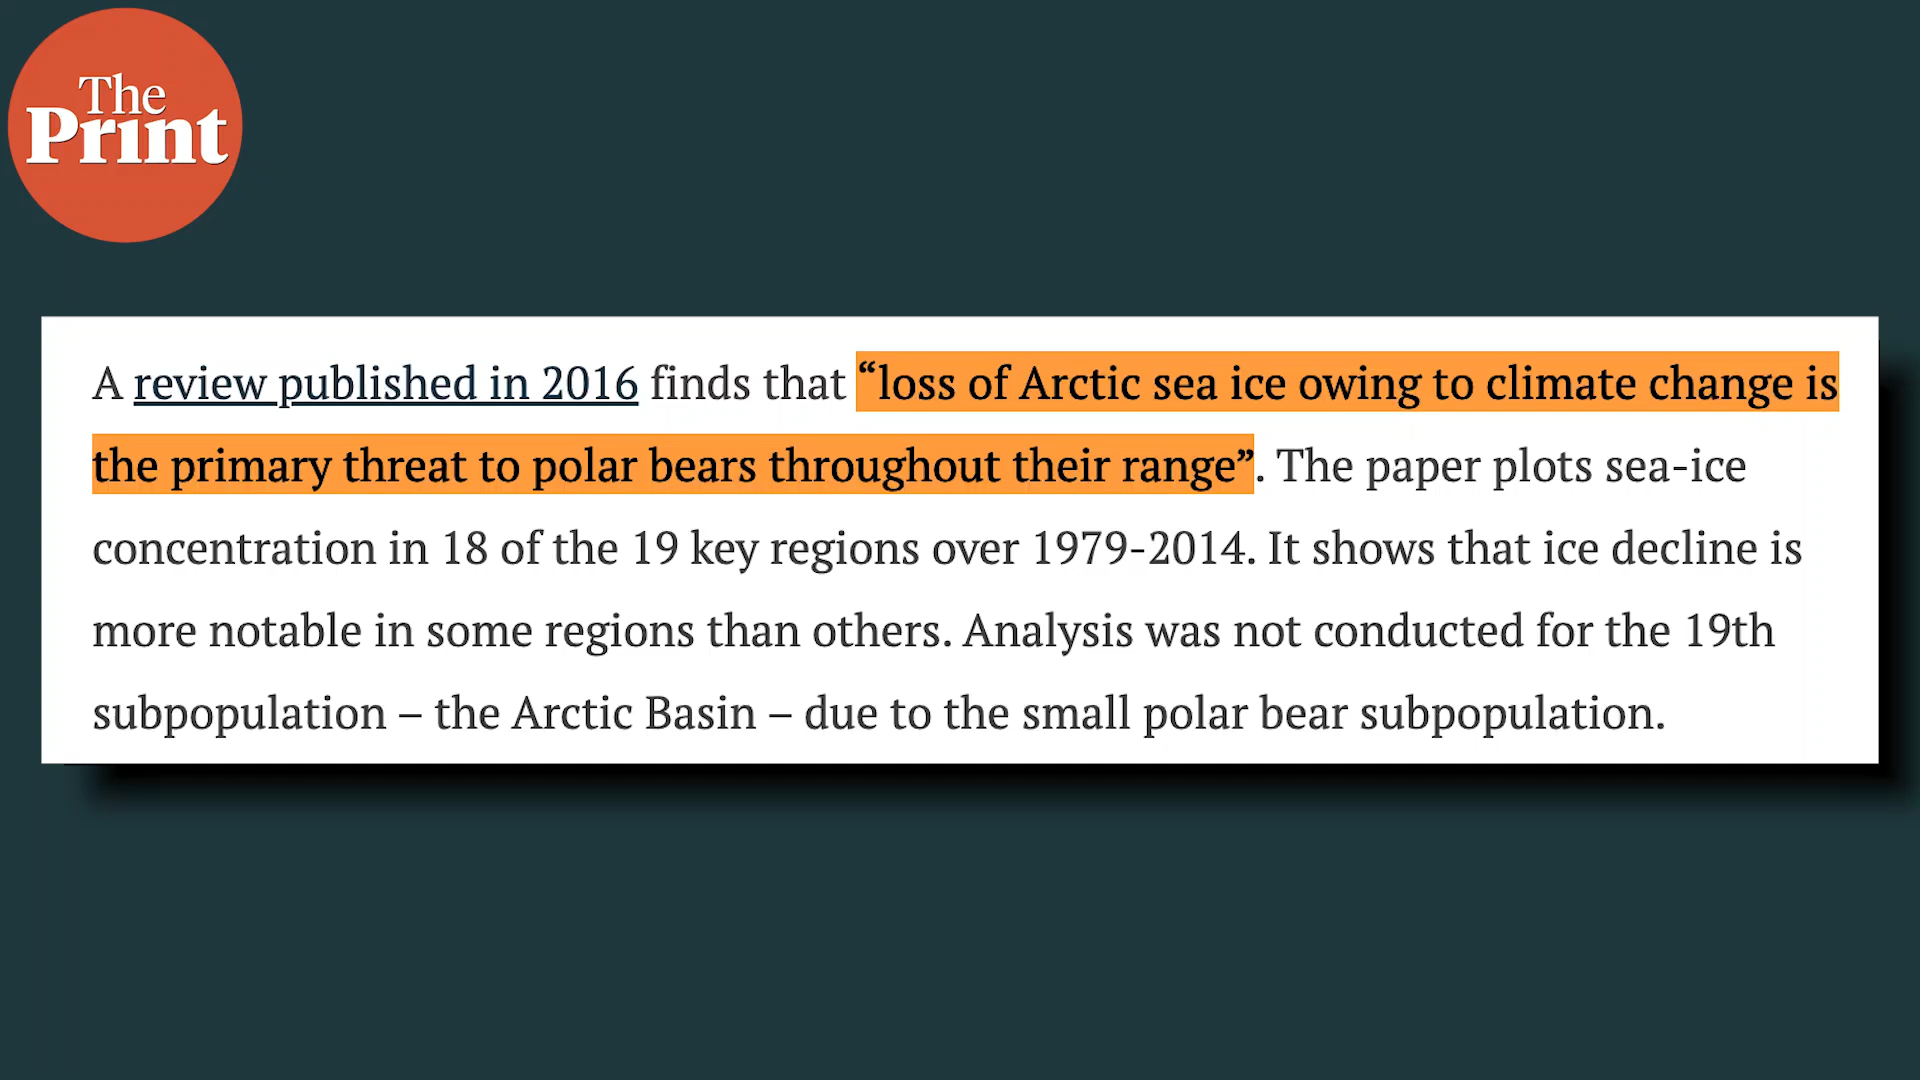 The
Print
A review published in 2016 finds that “loss of Arctic sea ice owing to climate change is
the primary threat to polar bears throughout their range”. The paper plots sea-ice
concentration in 18 of the 19 key regions over 1979-2014. It shows that ice decline is
more notable in some regions than others. Analysis was not conducted for the 19th
subpopulation – the Arctic Basin – due to the small polar bear subpopulation.